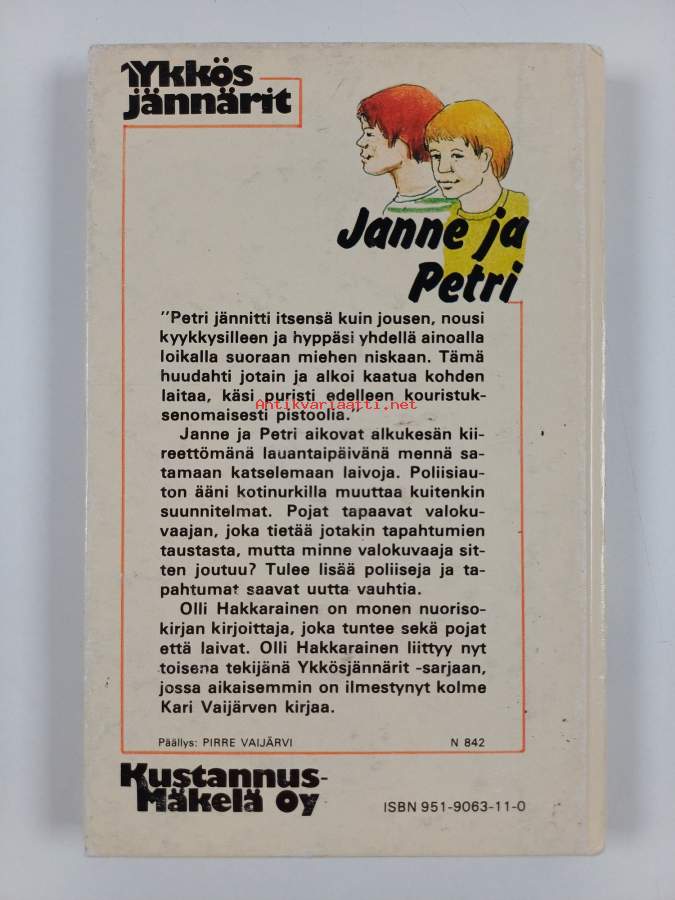 Ykkös
jännärit
Janne ja
Petri
"Petri jännitti itsensä kuin jousen, nousi
kyykkysilleen ja hyppäsi yhdellä ainoalla
loikalla suoraan miehen niskaan. Tämä
huudahti jotain ja alkoi kaatua kohden
laitaa, käsi puristi edelleen kouristuk-
senomaisesti pistoolia."
Antikvariaatti.net
Janne ja Petri aikovat alkukesän kii-
reettömänä lauantaipäivänä mennä sa-
tamaan katselemaan laivoja. Poliisiau-
ton ääni kotinurkilla muuttaa kuitenkin
suunnitelmat. Pojat tapaavat valoku-
vaajan, joka tietää jotakin tapahtumien
taustasta, mutta minne valokuvaaja sit-
ten joutuu? Tulee lisää poliiseja ja ta-
pahtumat saavat uutta vauhtia.
Olli Hakkarainen on monen nuoriso-
kirjan kirjoittaja, joka tuntee sekä pojat
että laivat. Olli Hakkarainen liittyy nyt
toisena tekijänä Ykkösjännärit -sarjaan,
jossa aikaisemmin on ilmestynyt kolme
Kari Vaijärven kirjaa.
Päällys: PIRRE VAIJÄRVI N 842
Kustannus-
Mäkelä Oy
ISBN 951-9063-11-0